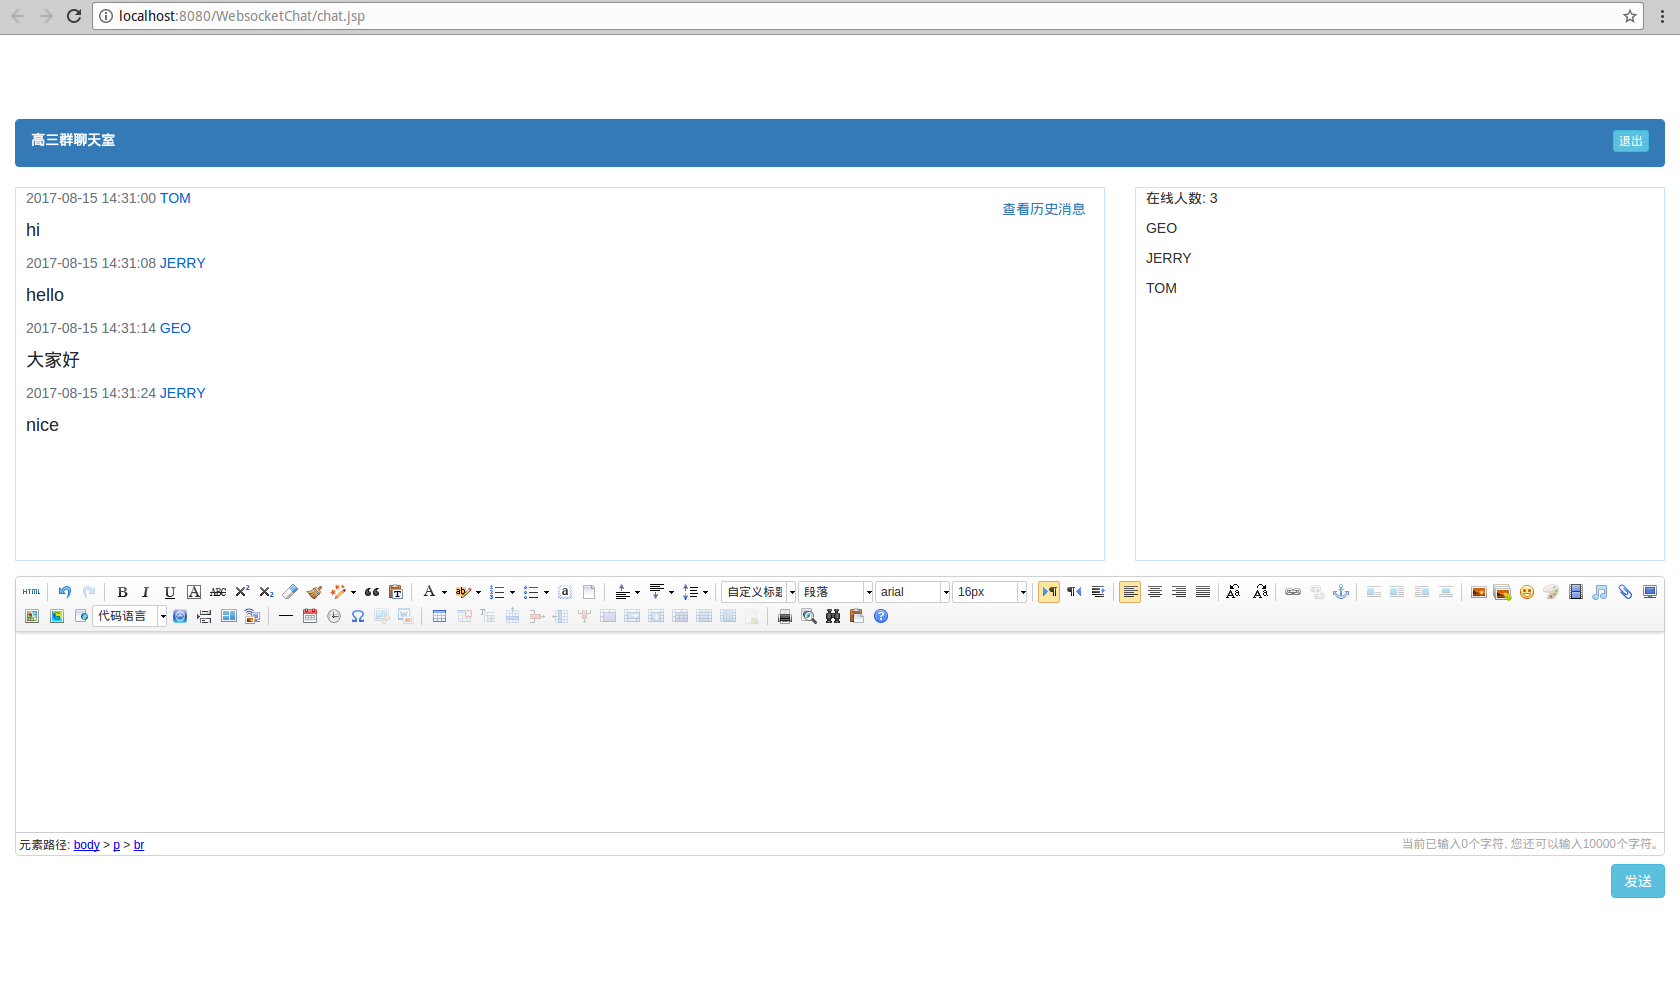 localhost:8080/WebsocketChat/chat.jsp
高三群聊天室
退出
2017-08-15 14:31:00 TOM
查看历史消息
hi
2017-08-15 14:31:08 JERRY
hello
2017-08-15 14:31:14 GEO
大家好
2017-08-15 14:31:24 JERRY
nice
在线人数: 3
GEO
JERRY
TOM
HTML
B I U A ABC X² X₂
自定义标题 段落 arial 16px
代码语言
元素路径: body > p > br
当前已输入0个字符, 您还可以输入10000个字符。
发送